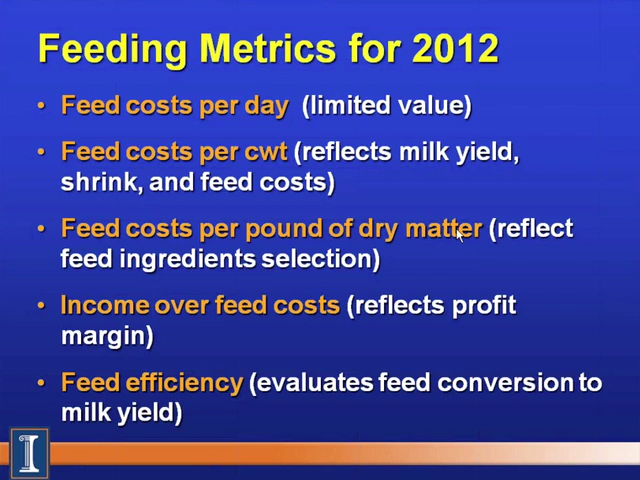 Feeding Metrics for 2012
• Feed costs per day (limited value)
• Feed costs per cwt (reflects milk yield,
shrink, and feed costs)
• Feed costs per pound of dry matter (reflect
feed ingredients selection)
• Income over feed costs (reflects profit
margin)
• Feed efficiency (evaluates feed conversion to
milk yield)
I